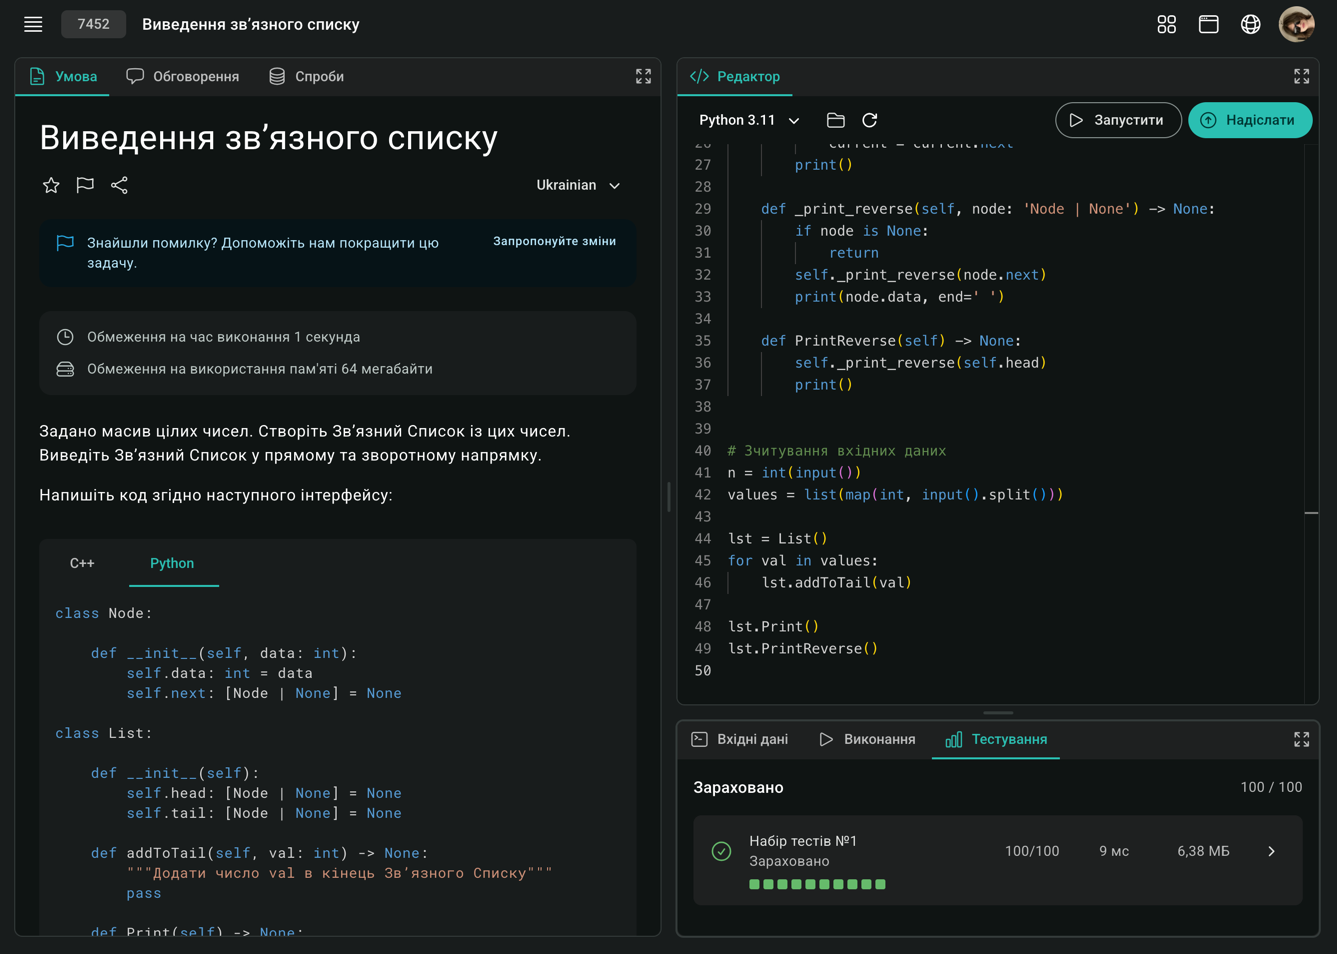 7452
Виведення зв’язного списку
Умова
Обговорення
Спроби
Виведення зв’язного списку
Ukrainian
Знайшли помилку? Допоможіть нам покращити цю
задачу.
Запропонуйте зміни
Обмеження на час виконання 1 секунда
Обмеження на використання пам'яті 64 мегабайти
Задано масив цілих чисел. Створіть Зв’язний Список із цих чисел.
Виведіть Зв’язний Список у прямому та зворотному напрямку.
Напишіть код згідно наступного інтерфейсу:
C++
Python
class Node:
def __init__(self, data: int):
self.data: int = data
self.next: [Node | None] = None
class List:
def __init__(self):
self.head: [Node | None] = None
self.tail: [Node | None] = None
def addToTail(self, val: int) -> None:
"""Додати число val в кінець Зв’язного Списку"""
pass
def Print(self) -> None:
Редактор
Python 3.11
Запустити
Надіслати
26 current = current.next
27 print()
28
29 def _print_reverse(self, node: 'Node | None') -> None:
30 if node is None:
31 return
32 self._print_reverse(node.next)
33 print(node.data, end=' ')
34
35 def PrintReverse(self) -> None:
36 self._print_reverse(self.head)
37 print()
38
39
40 # Зчитування вхідних даних
41 n = int(input())
42 values = list(map(int, input().split()))
43
44 lst = List()
45 for val in values:
46 lst.addToTail(val)
47
48 lst.Print()
49 lst.PrintReverse()
50
Вхідні дані
Виконання
Тестування
Зараховано
100 / 100
Набір тестів №1
Зараховано
100/100
9 мс
6,38 МБ